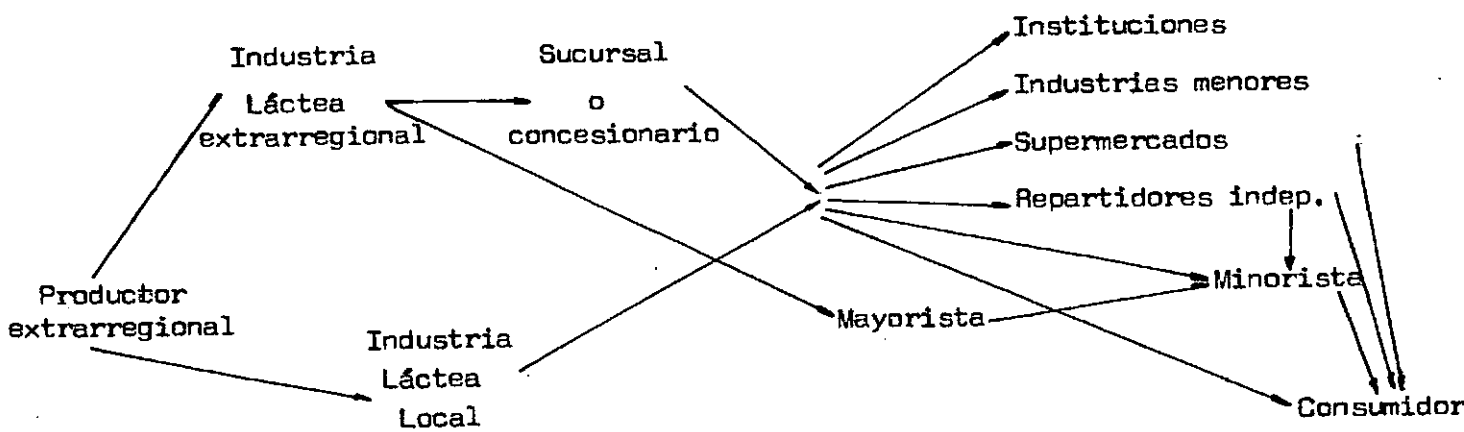 Productor
extrarregional
Industria
Láctea
extrarregional
Industria
Láctea
Local
Sucursal
o
concesionario
Mayorista
Instituciones
Industrias menores
Supermercados
Repartidores indep.
Minorista
Consumidor